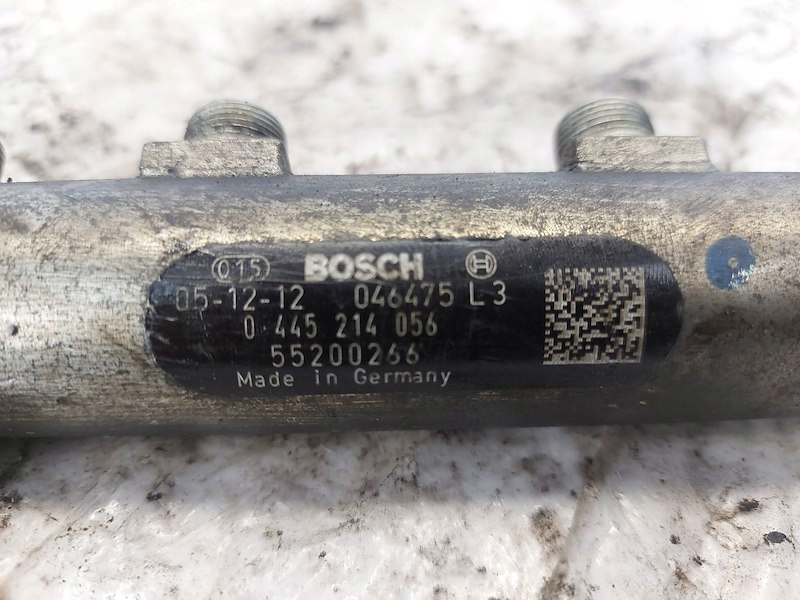 015 BOSCH
05-12-12 046475 L3
0 445 214 056
55200266
Made in Germany